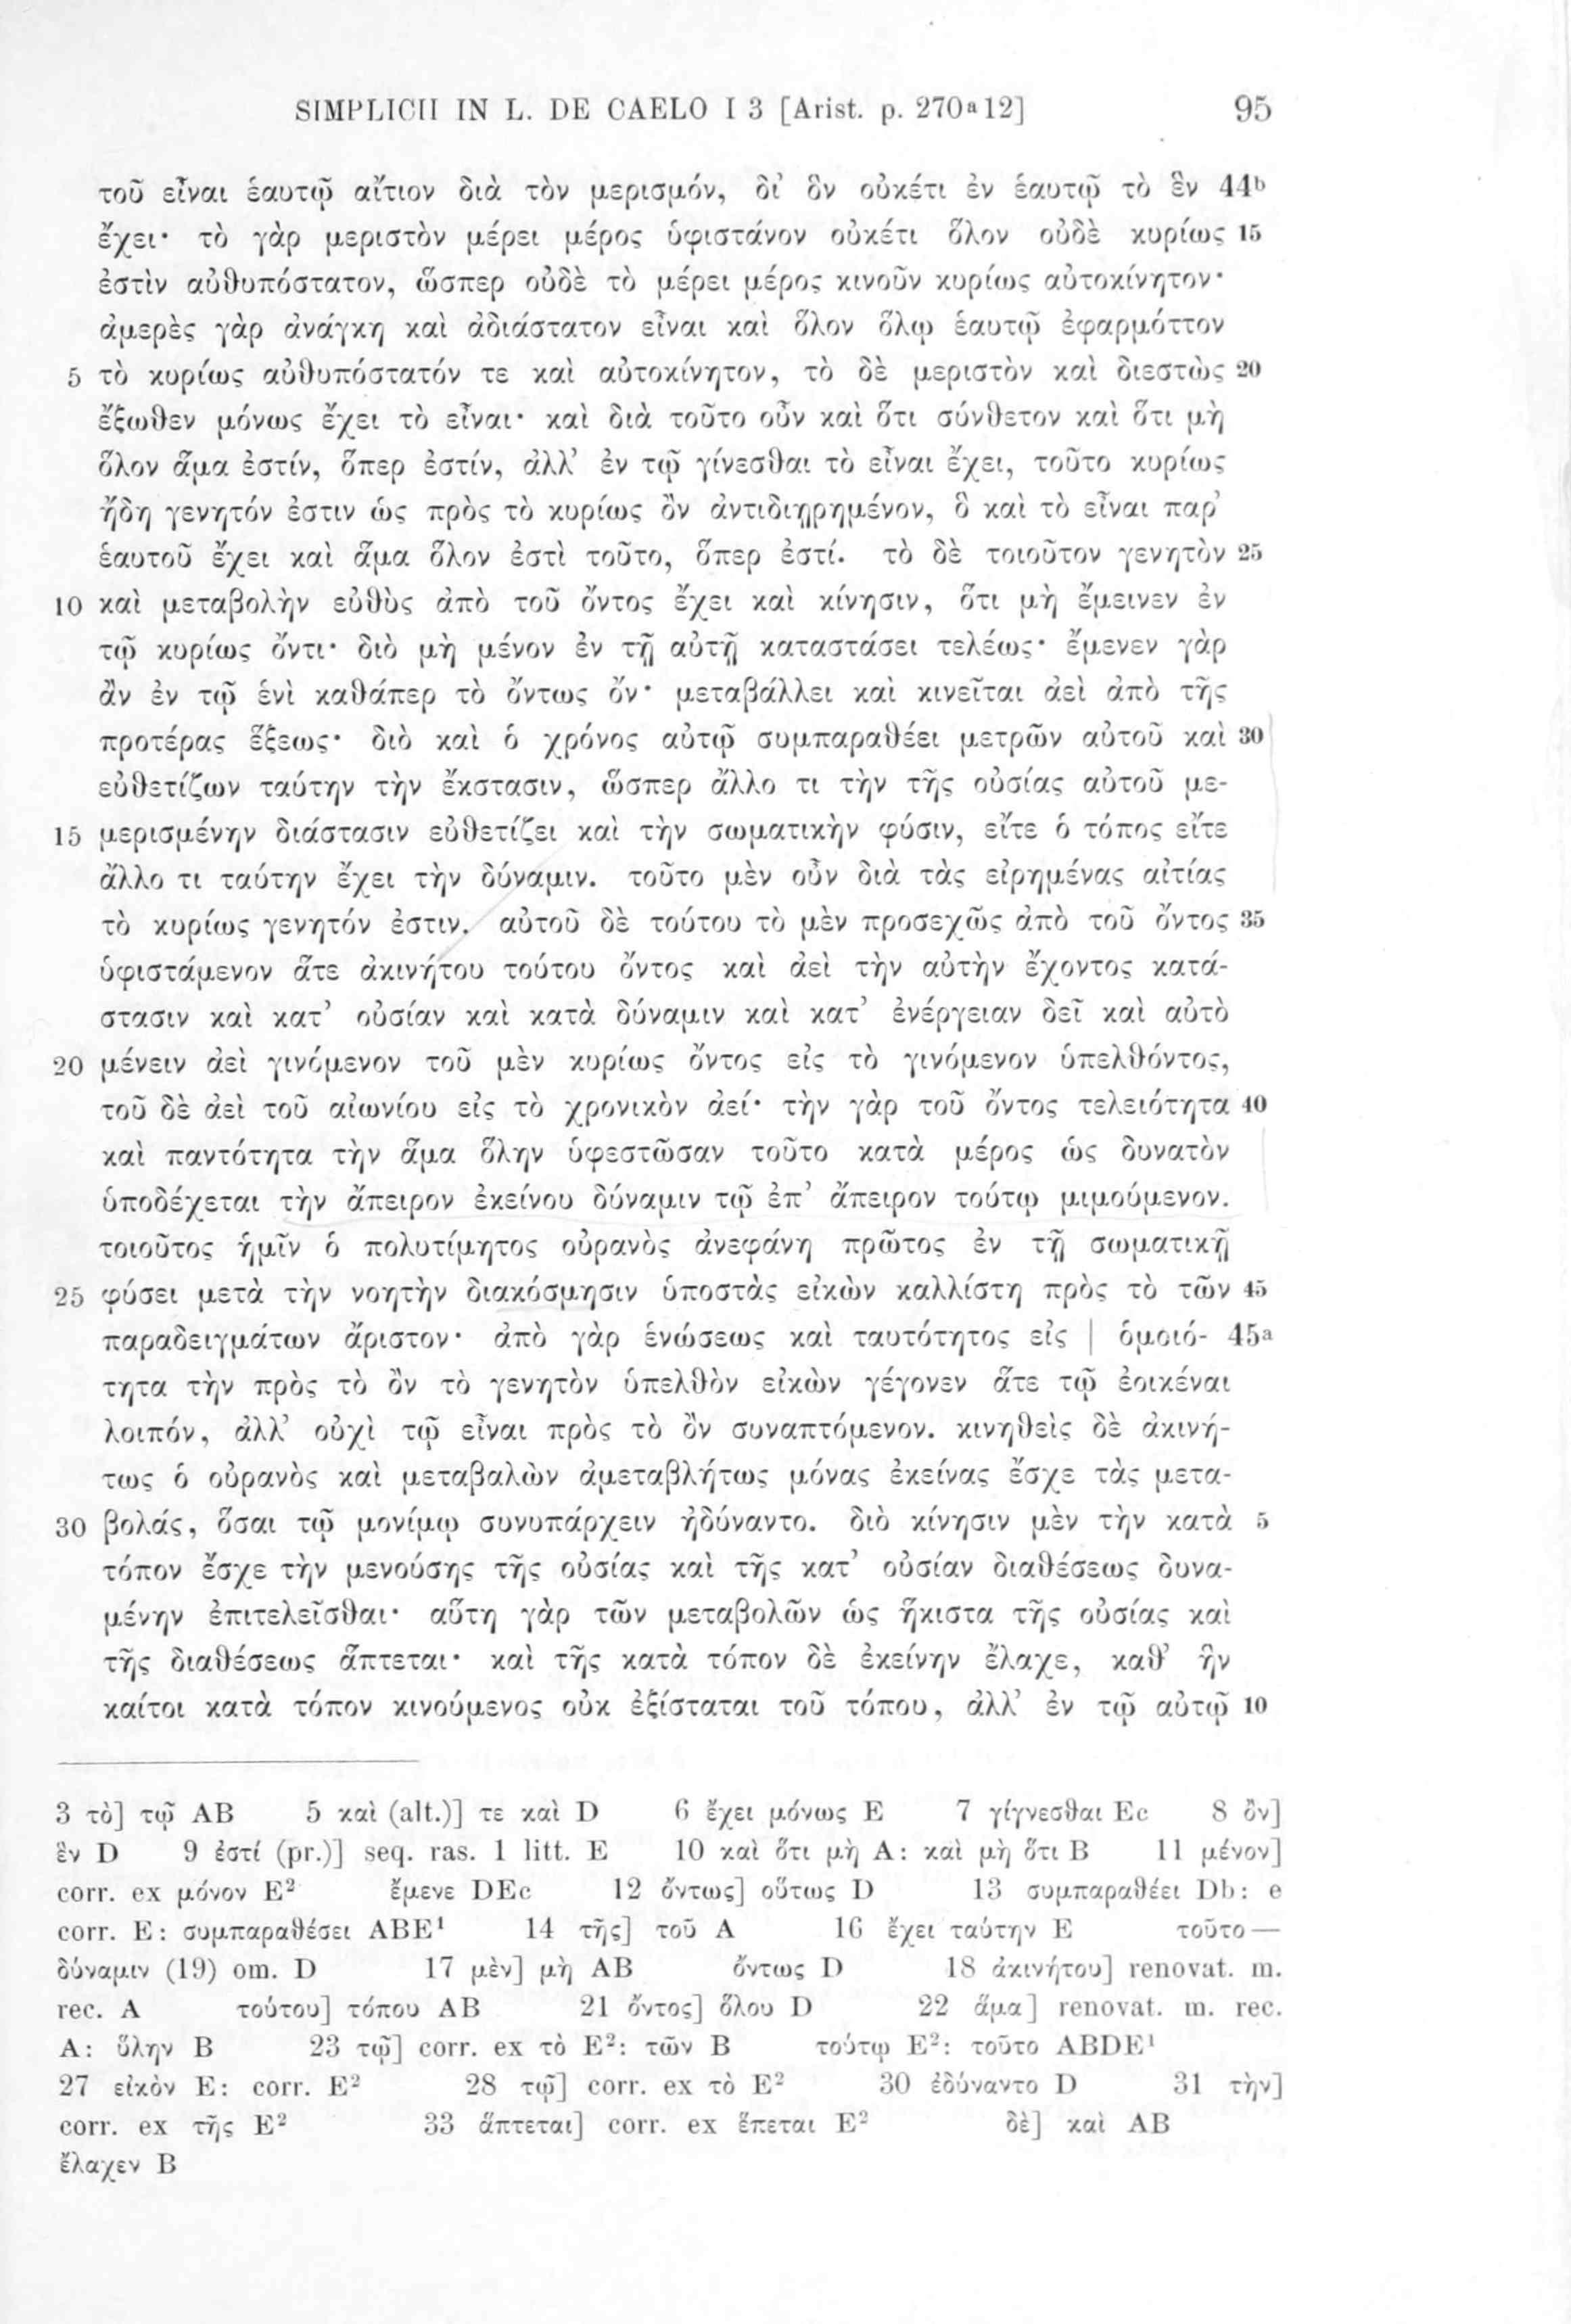 SIMPLICII IN L. DE CAELO I 3 [Arist. p. 270ᵃ12] 95
τοῦ εἶναι ἑαυτῷ αἴτιον διὰ τὸν μερισμόν, δι' ὃν οὐκέτι ἐν ἑαυτῷ τὸ ἓν 44ᵇ
ἔχει· τὸ γὰρ μεριστὸν μέρει μέρος ὑφιστάνον οὐκέτι ὅλον οὐδὲ κυρίως 15
ἐστὶν αὐθυπόστατον, ὥσπερ οὐδὲ τὸ μέρει μέρος κινοῦν κυρίως αὐτοκίνητον·
ἀμερὲς γὰρ ἀνάγκη καὶ ἀδιάστατον εἶναι καὶ ὅλον ὅλῳ ἑαυτῷ ἐφαρμόττον
5 τὸ κυρίως αὐθυπόστατόν τε καὶ αὐτοκίνητον, τὸ δὲ μεριστὸν καὶ διεστὼς 20
ἔξωθεν μόνως ἔχει τὸ εἶναι· καὶ διὰ τοῦτο οὖν καὶ ὅτι σύνθετον καὶ ὅτι μὴ
ὅλον ἅμα ἐστίν, ὅπερ ἐστίν, ἀλλ' ἐν τῷ γίνεσθαι τὸ εἶναι ἔχει, τοῦτο κυρίως
ἤδη γενητόν ἐστιν ὡς πρὸς τὸ κυρίως ὂν ἀντιδιῃρημένον, ὃ καὶ τὸ εἶναι παρ'
ἑαυτοῦ ἔχει καὶ ἅμα ὅλον ἐστὶ τοῦτο, ὅπερ ἐστί. τὸ δὲ τοιοῦτον γενητὸν 25
10 καὶ μεταβολὴν εὐθὺς ἀπὸ τοῦ ὄντος ἔχει καὶ κίνησιν, ὅτι μὴ ἔμεινεν ἐν
τῷ κυρίως ὄντι· διὸ μὴ μένον ἐν τῇ αὐτῇ καταστάσει τελέως· ἔμενεν γὰρ
ἂν ἐν τῷ ἑνὶ καθάπερ τὸ ὄντως ὄν· μεταβάλλει καὶ κινεῖται ἀεὶ ἀπὸ τῆς
προτέρας ἕξεως· διὸ καὶ ὁ χρόνος αὐτῷ συμπαραθέει μετρῶν αὐτοῦ καὶ 30
εὐθετίζων ταύτην τὴν ἔκστασιν, ὥσπερ ἄλλο τι τὴν τῆς οὐσίας αὐτοῦ με-
15 μερισμένην διάστασιν εὐθετίζει καὶ τὴν σωματικὴν φύσιν, εἴτε ὁ τόπος εἴτε
ἄλλο τι ταύτην ἔχει τὴν δύναμιν. τοῦτο μὲν οὖν διὰ τὰς εἰρημένας αἰτίας
τὸ κυρίως γενητόν ἐστιν. αὐτοῦ δὲ τούτου τὸ μὲν προσεχῶς ἀπὸ τοῦ ὄντος 35
ὑφιστάμενον ἅτε ἀκινήτου τούτου ὄντος καὶ ἀεὶ τὴν αὐτὴν ἔχοντος κατά-
στασιν καὶ κατ' οὐσίαν καὶ κατὰ δύναμιν καὶ κατ' ἐνέργειαν δεῖ καὶ αὐτὸ
20 μένειν ἀεὶ γινόμενον τοῦ μὲν κυρίως ὄντος εἰς τὸ γινόμενον ὑπελθόντος,
τοῦ δὲ ἀεὶ τοῦ αἰωνίου εἰς τὸ χρονικὸν ἀεί· τὴν γὰρ τοῦ ὄντος τελειότητα 40
καὶ παντότητα τὴν ἅμα ὅλην ὑφεστῶσαν τοῦτο κατὰ μέρος ὡς δυνατὸν
ὑποδέχεται τὴν ἄπειρον ἐκείνου δύναμιν τῷ ἐπ' ἄπειρον τούτῳ μιμούμενον.
τοιοῦτος ἡμῖν ὁ πολυτίμητος οὐρανὸς ἀνεφάνη πρῶτος ἐν τῇ σωματικῇ
25 φύσει μετὰ τὴν νοητὴν διακόσμησιν ὑποστὰς εἰκὼν καλλίστη πρὸς τὸ τῶν 45
παραδειγμάτων ἄριστον· ἀπὸ γὰρ ἑνώσεως καὶ ταυτότητος εἰς | ὁμοιό- 45ᵃ
τητα τὴν πρὸς τὸ ὂν τὸ γενητὸν ὑπελθὸν εἰκὼν γέγονεν ἅτε τῷ ἐοικέναι
λοιπόν, ἀλλ' οὐχὶ τῷ εἶναι πρὸς τὸ ὂν συναπτόμενον. κινηθεὶς δὲ ἀκινή-
τως ὁ οὐρανὸς καὶ μεταβαλὼν ἀμεταβλήτως μόνας ἐκείνας ἔσχε τὰς μετα-
30 βολάς, ὅσαι τῷ μονίμῳ συνυπάρχειν ἠδύναντο. διὸ κίνησιν μὲν τὴν κατὰ 5
τόπον ἔσχε τὴν μενούσης τῆς οὐσίας καὶ τῆς κατ' οὐσίαν διαθέσεως δυνα-
μένην ἐπιτελεῖσθαι· αὕτη γὰρ τῶν μεταβολῶν ὡς ἥκιστα τῆς οὐσίας καὶ
τῆς διαθέσεως ἅπτεται· καὶ τῆς κατὰ τόπον δὲ ἐκείνην ἔλαχε, καθ' ἣν
καίτοι κατὰ τόπον κινούμενος οὐκ ἐξίσταται τοῦ τόπου, ἀλλ' ἐν τῷ αὐτῷ 10
3 τὸ] τῷ AB 5 καὶ (alt.)] τε καὶ D 6 ἔχει μόνως E 7 γίγνεσθαι Ec 8 ὂν]
ἓν D 9 ἐστί (pr.)] seq. ras. 1 litt. E 10 καὶ ὅτι μὴ A: καὶ μὴ ὅτι B 11 μένον]
corr. ex μόνον E² ἔμενε DEc 12 ὄντως] οὕτως D 13 συμπαραθέει Db: e
corr. E: συμπαραθέσει ABE¹ 14 τῆς] τοῦ A 16 ἔχει ταύτην E τοῦτο—
δύναμιν (19) om. D 17 μὲν] μὴ AB ὄντως D 18 ἀκινήτου] renovat. m.
rec. A τούτου] τόπου AB 21 ὄντος] ὅλου D 22 ἅμα] renovat. m. rec.
A: ὕλην B 23 τῷ] corr. ex τὸ E²: τῶν B τούτῳ E²: τοῦτο ABDE¹
27 εἰκὸν E: corr. E² 28 τῷ] corr. ex τὸ E² 30 ἐδύναντο D 31 τὴν]
corr. ex τῆς E² 33 ἅπτεται] corr. ex ἕπεται E² δὲ] καὶ AB
ἔλαχεν B